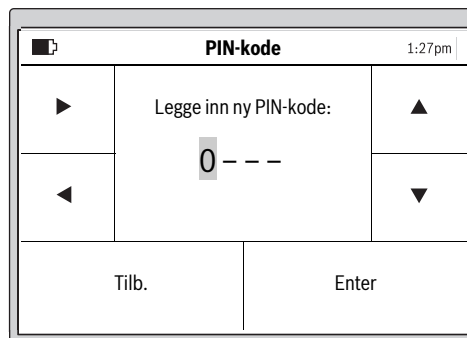 PIN-kode 1:27pm
Legge inn ny PIN-kode:
0 – – –
Tilb. Enter